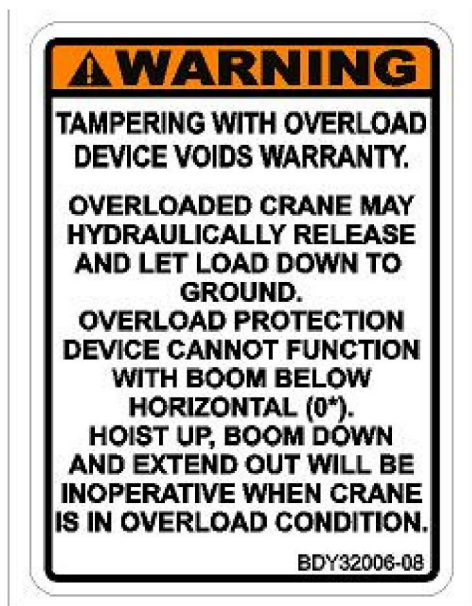 WARNING
TAMPERING WITH OVERLOAD
DEVICE VOIDS WARRANTY.
OVERLOADED CRANE MAY
HYDRAULICALLY RELEASE
AND LET LOAD DOWN TO
GROUND.
OVERLOAD PROTECTION
DEVICE CANNOT FUNCTION
WITH BOOM BELOW
HORIZONTAL (0*).
HOIST UP, BOOM DOWN
AND EXTEND OUT WILL BE
INOPERATIVE WHEN CRANE
IS IN OVERLOAD CONDITION.
BDY32006-08